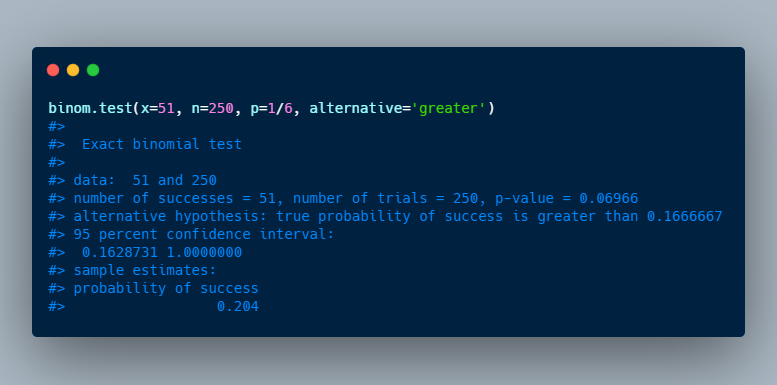 binom.test(x=51, n=250, p=1/6, alternative='greater')
#>
#>  Exact binomial test
#>
#> data:  51 and 250
#> number of successes = 51, number of trials = 250, p-value = 0.06966
#> alternative hypothesis: true probability of success is greater than 0.1666667
#> 95 percent confidence interval:
#>  0.1628731 1.0000000
#> sample estimates:
#> probability of success
#>                  0.204